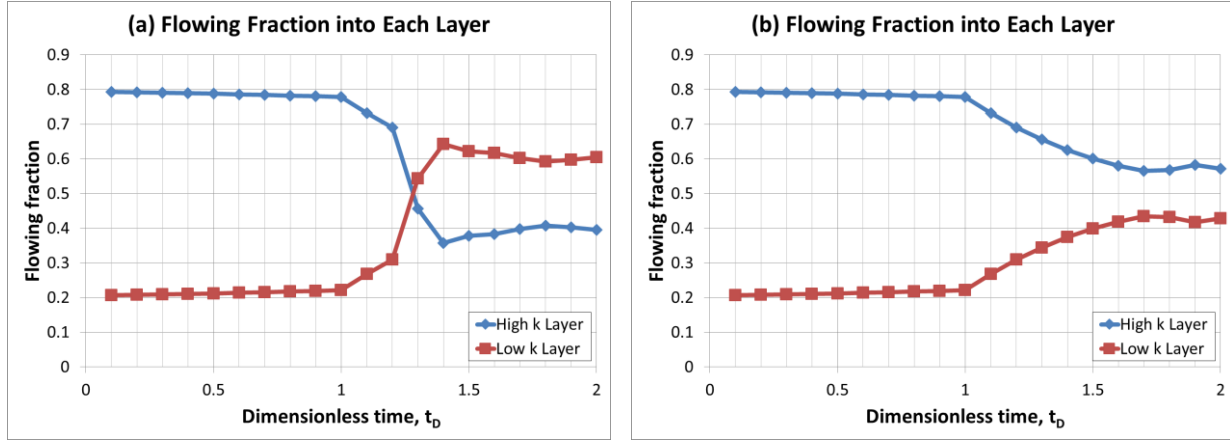 (a) Flowing Fraction into Each Layer
0.9
0.8
0.7
0.6
0.5
0.4
0.3
0.2
0.1
0
Flowing fraction
High k Layer
Low k Layer
0 0.5 1 1.5 2
Dimensionless time, t_D
(b) Flowing Fraction into Each Layer
0.9
0.8
0.7
0.6
0.5
0.4
0.3
0.2
0.1
0
Flowing fraction
High k Layer
Low k Layer
0 0.5 1 1.5 2
Dimensionless time, t_D